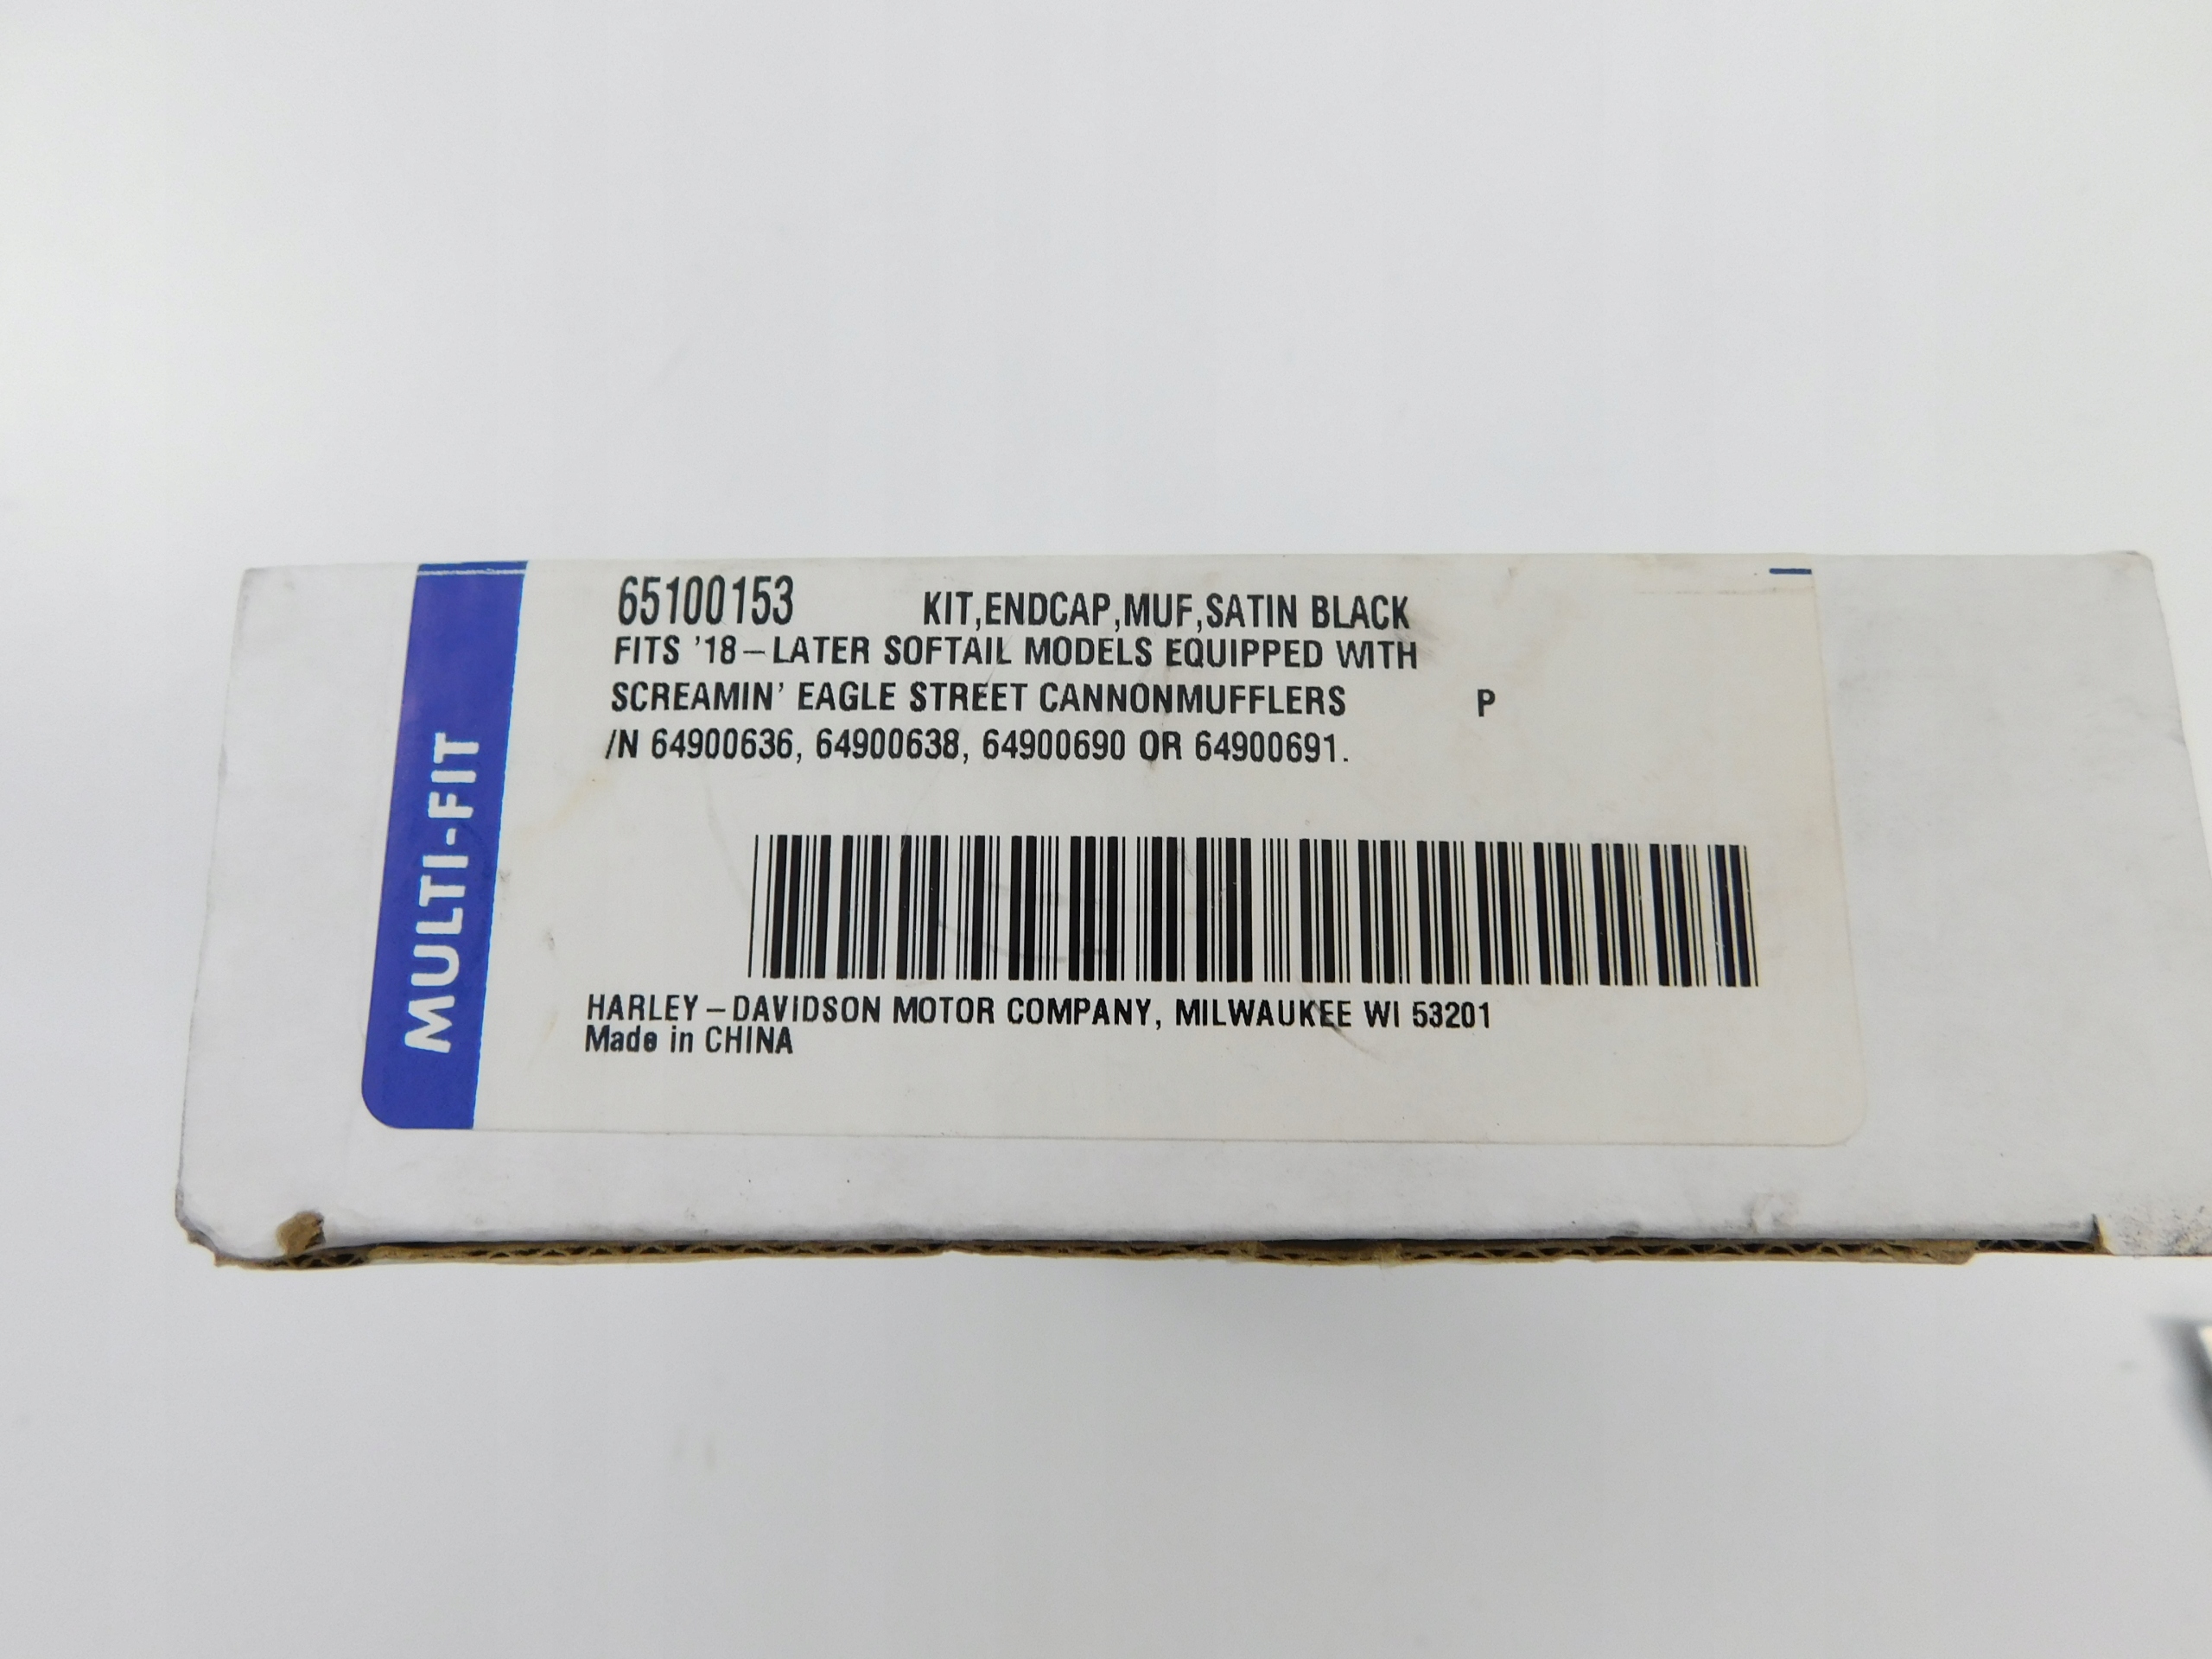 MULTI-FIT
65100153 KIT,ENDCAP,MUF,SATIN BLACK
FITS '18–LATER SOFTAIL MODELS EQUIPPED WITH
SCREAMIN' EAGLE STREET CANNONMUFFLERS P
/N 64900636, 64900638, 64900690 OR 64900691.
HARLEY–DAVIDSON MOTOR COMPANY, MILWAUKEE WI 53201
Made in CHINA